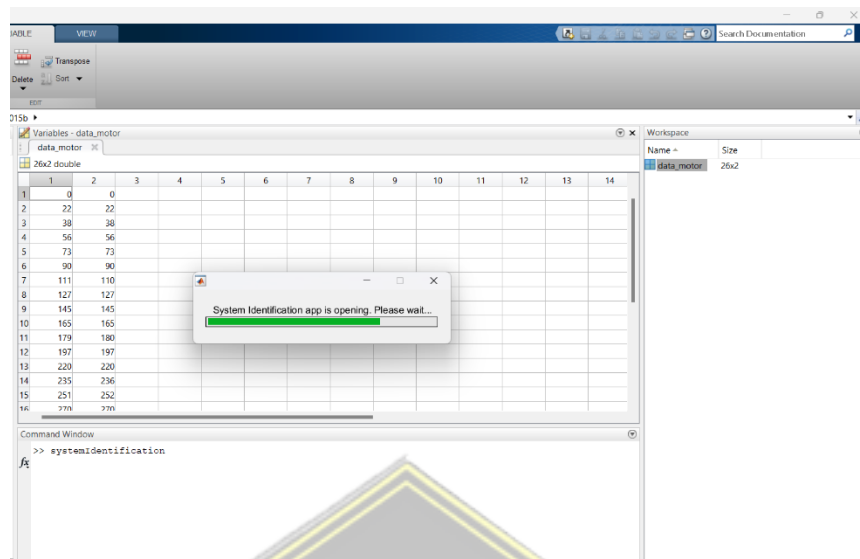 ABLE VIEW Search Documentation
Transpose
Delete Sort
EDIT
015b
Variables - data_motor Workspace
data_motor Name Size
26x2 double data_motor 26x2
1 2 3 4 5 6 7 8 9 10 11 12 13 14
1 0 0
2 22 22
3 38 38
4 56 56
5 73 73
6 90 90
7 111 110
8 127 127
9 145 145
10 165 165
11 179 180
12 197 197
13 220 220
14 235 236
15 251 252
16 270 270
System Identification app is opening. Please wait...
Command Window
>> systemIdentification
fx